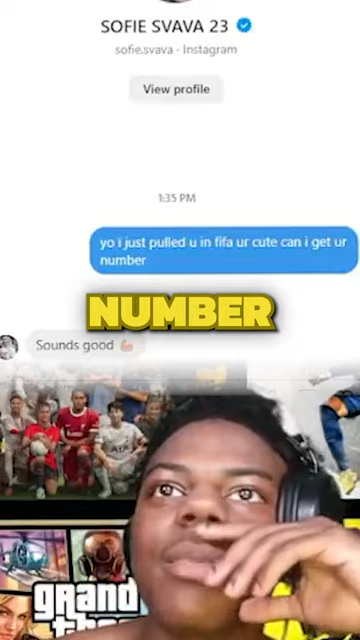 SOFIE SVAVA 23
sofie.svava · Instagram
View profile
1:35 PM
yo i just pulled u in fifa ur cute can i get ur
number
NUMBER
Sounds good 💪🏽
grand